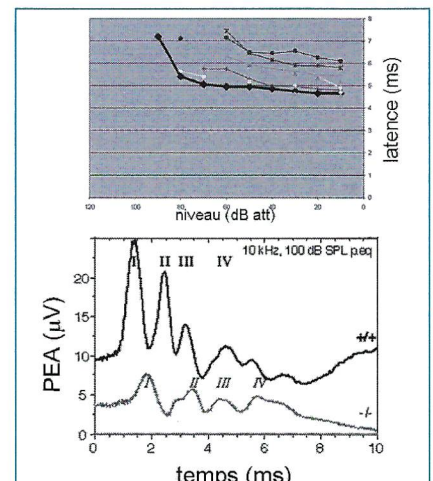 8
7
6
5
4
3
2
1
0
latence (ms)
120 100 80 60 40 20 0
niveau (dB att)
10 kHz, 100 dB SPL peq
I II III IV
+/+
I II III IV
-/-
20
15
10
5
0
PEA (μV)
0 2 4 6 8 10
temps (ms)